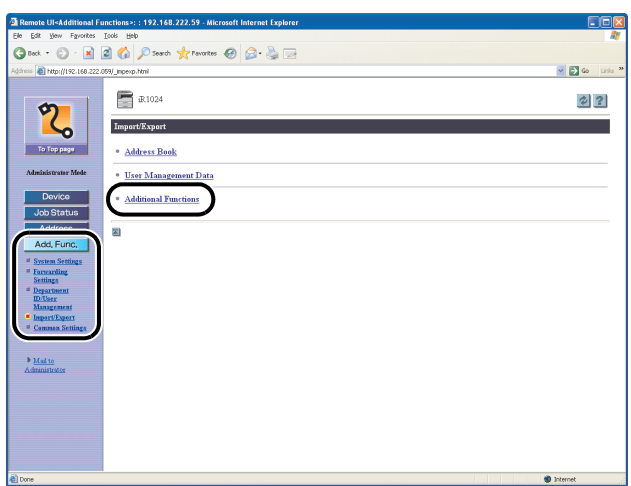 Remote UI<Additional Functions>: : 192.168.222.59 - Microsoft Internet Explorer
File Edit View Favorites Tools Help
Back Search Favorites
Address http://192.168.222.059/_impexp.html Go Links »
iR1024
Import/Export
To Top page
Address Book
Administrator Mode
User Management Data
Device
Additional Functions
Job Status
Address
Add. Func.
System Settings
Forwarding
Settings
Department
ID/User
Management
Import/Export
Common Settings
Mail to
Administrator
Done Internet